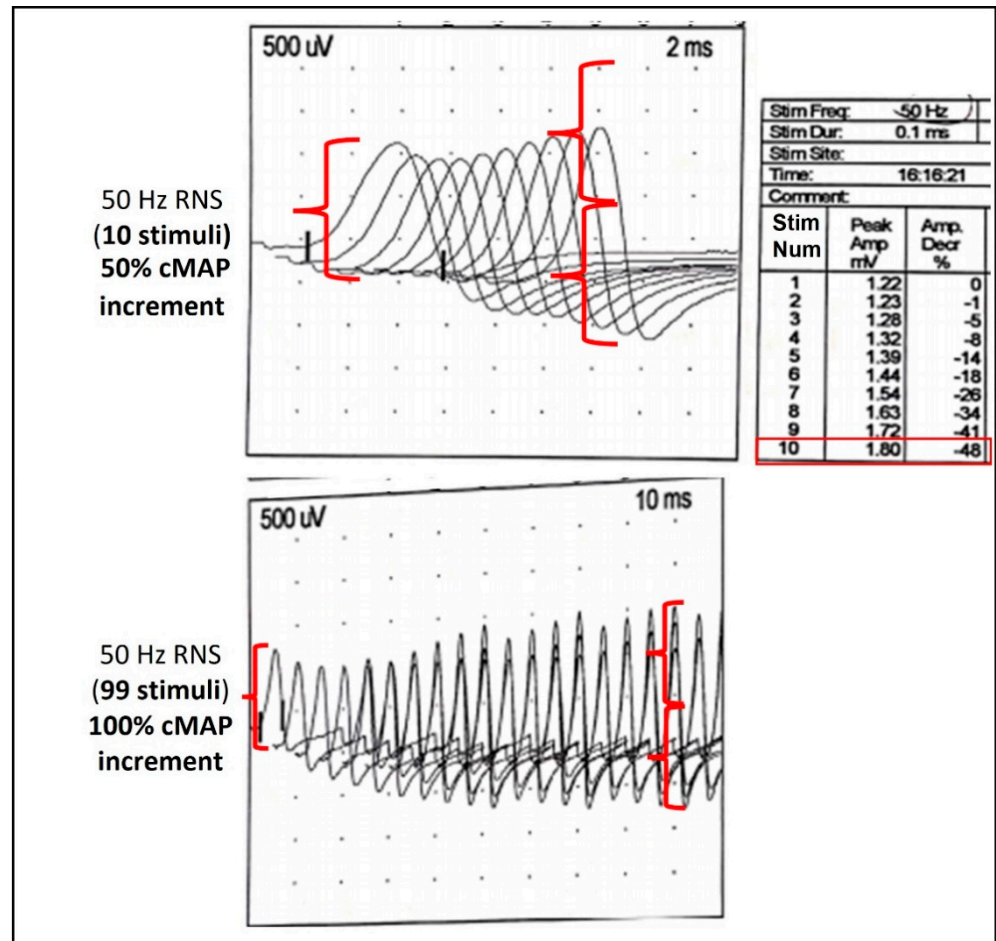 500 uV 2 ms
50 Hz RNS
(10 stimuli)
50% cMAP
increment
Stim Freq: 50 Hz
Stim Dur: 0.1 ms
Stim Site:
Time: 16:16:21
Comment:
Stim Num Peak Amp mV Amp. Decr %
1 1.22 0
2 1.23 -1
3 1.28 -5
4 1.32 -8
5 1.39 -14
6 1.44 -18
7 1.54 -26
8 1.63 -34
9 1.72 -41
10 1.80 -48
500 uV 10 ms
50 Hz RNS
(99 stimuli)
100% cMAP
increment